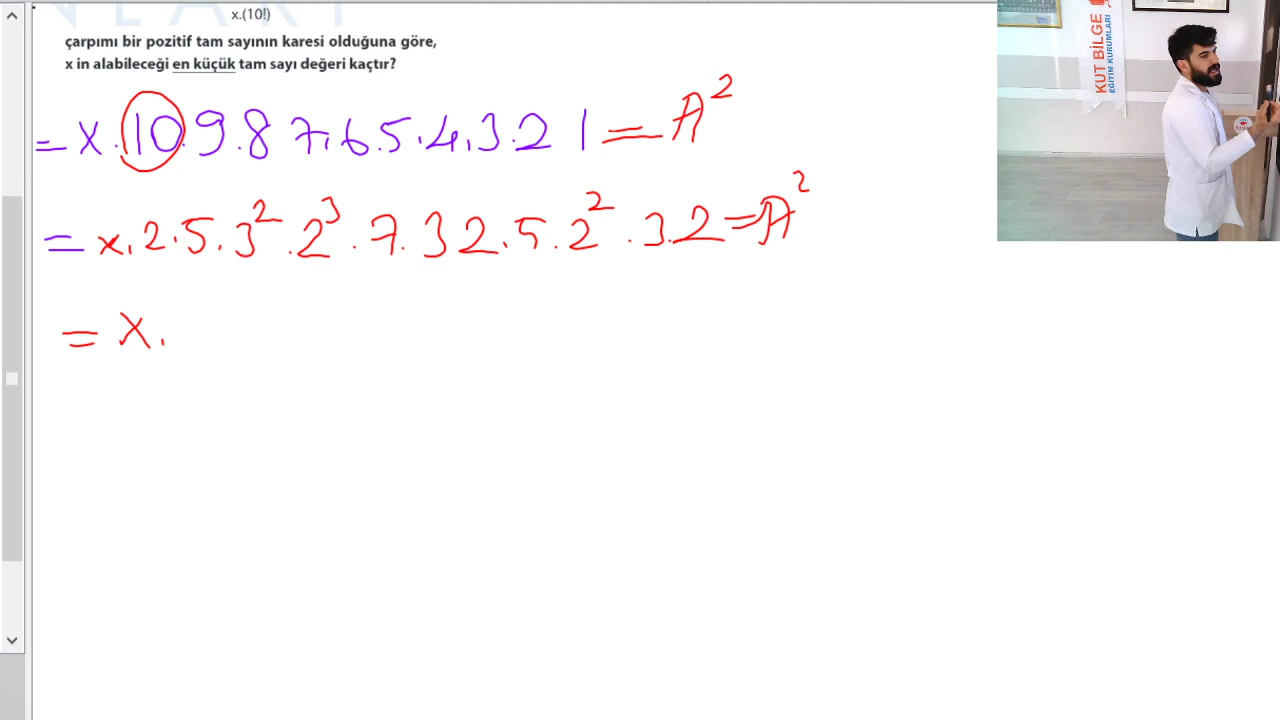 x.(10!)
çarpımı bir pozitif tam sayının karesi olduğuna göre,
x in alabileceği en küçük tam sayı değeri kaçtır?
= x.10.9.8 7.6.5.4.3.2 1 = A²
= x.2.5.3².2³.7.3 2.5.2².3.2 = A²
= x.
KUT BİLGE
EĞİTİM KURUMLARI